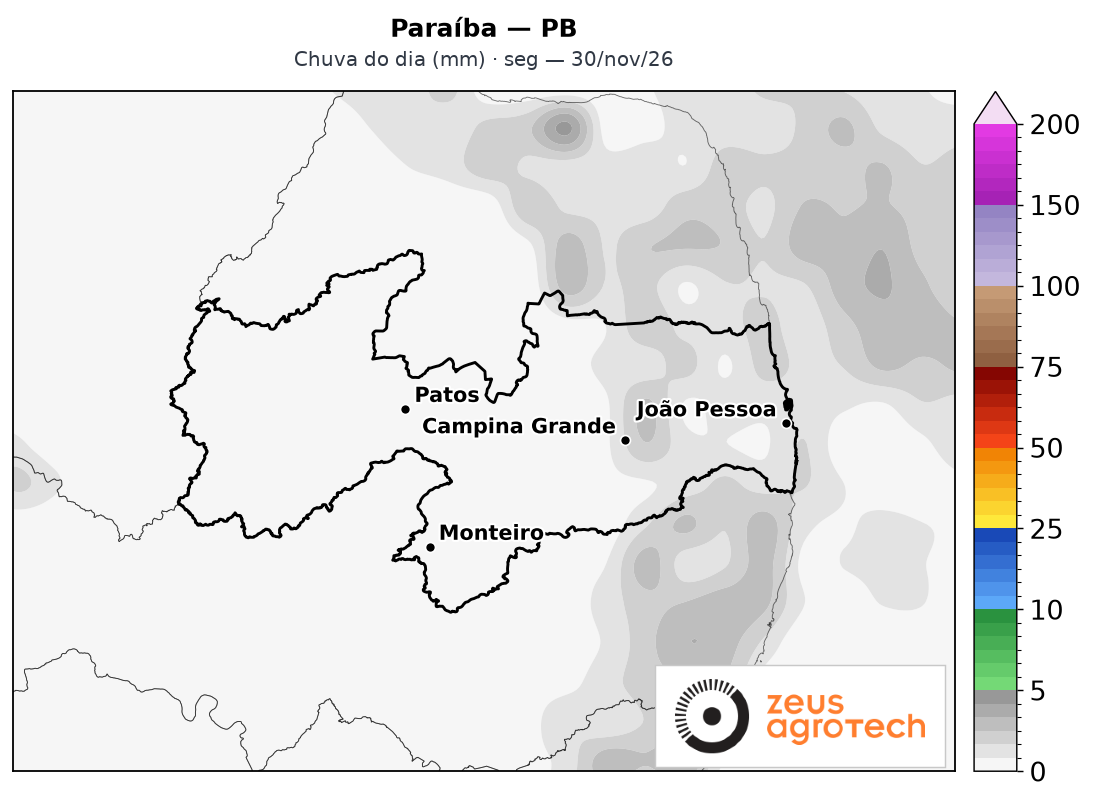 Paraíba — PB
Chuva do dia (mm) · seg — 30/nov/26
Patos
Campina Grande
João Pessoa
Monteiro
200
150
100
75
50
25
10
5
0
zeus
agrotech